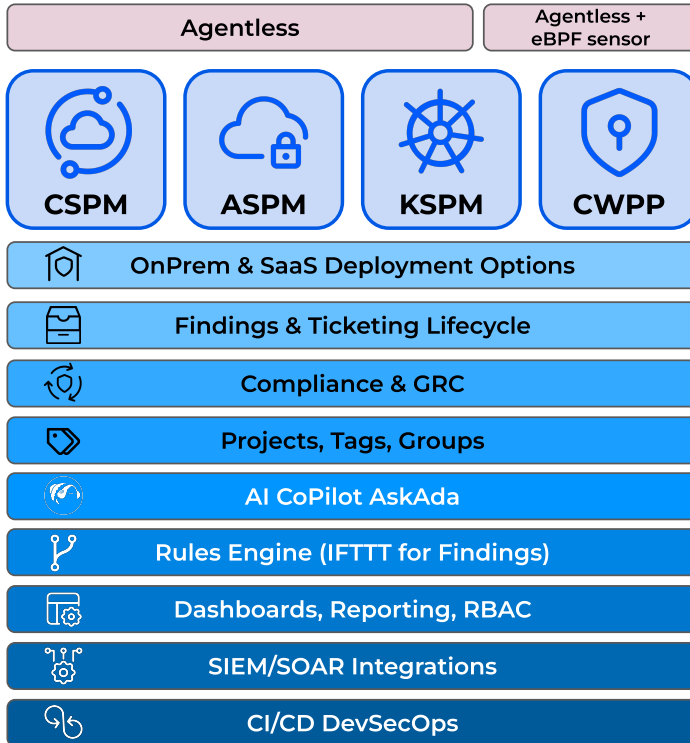 Agentless
Agentless +
eBPF sensor
CSPM
ASPM
KSPM
CWPP
OnPrem & SaaS Deployment Options
Findings & Ticketing Lifecycle
Compliance & GRC
Projects, Tags, Groups
AI CoPilot AskAda
Rules Engine (IFTTT for Findings)
Dashboards, Reporting, RBAC
SIEM/SOAR Integrations
CI/CD DevSecOps